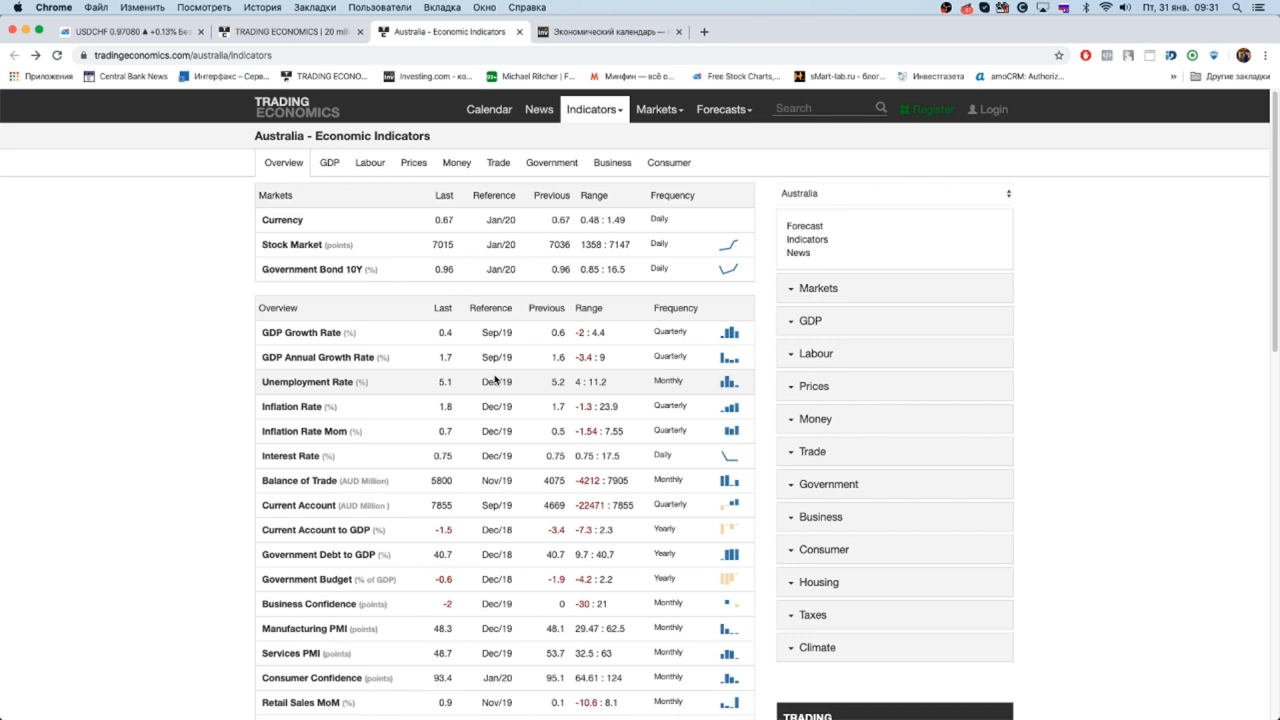 Chrome Файл Изменить Посмотреть История Закладки Пользователи Вкладка Окно Справка Пт, 31 янв. 09:31
USDCHF 0.97080 ▲ +0.13% Без × TRADING ECONOMICS | 20 mil × Australia - Economic Indicators × Экономический календарь — × +
tradingeconomics.com/australia/indicators
Приложения Central Bank News Интерфакс – Серв... TRADING ECONO... Investing.com - ко... Michael Ritcher | F... Минфин — всё о... Free Stock Charts,... sMart-lab.ru - блог... Инвестгазета amoCRM: Authoriz... » Другие закладки
TRADING ECONOMICS Calendar News Indicators Markets Forecasts Search Register Login
Australia - Economic Indicators
Overview GDP Labour Prices Money Trade Government Business Consumer
Markets Last Reference Previous Range Frequency
Currency 0.67 Jan/20 0.67 0.48 : 1.49 Daily
Stock Market (points) 7015 Jan/20 7036 1358 : 7147 Daily
Government Bond 10Y (%) 0.96 Jan/20 0.96 0.85 : 16.5 Daily
Overview Last Reference Previous Range Frequency
GDP Growth Rate (%) 0.4 Sep/19 0.6 -2 : 4.4 Quarterly
GDP Annual Growth Rate (%) 1.7 Sep/19 1.6 -3.4 : 9 Quarterly
Unemployment Rate (%) 5.1 Dec/19 5.2 4 : 11.2 Monthly
Inflation Rate (%) 1.8 Dec/19 1.7 -1.3 : 23.9 Quarterly
Inflation Rate Mom (%) 0.7 Dec/19 0.5 -1.54 : 7.55 Quarterly
Interest Rate (%) 0.75 Dec/19 0.75 0.75 : 17.5 Daily
Balance of Trade (AUD Million) 5800 Nov/19 4075 -4212 : 7905 Monthly
Current Account (AUD Million ) 7855 Sep/19 4669 -22471 : 7855 Quarterly
Current Account to GDP (%) -1.5 Dec/18 -3.4 -7.3 : 2.3 Yearly
Government Debt to GDP (%) 40.7 Dec/18 40.7 9.7 : 40.7 Yearly
Government Budget (% of GDP) -0.6 Dec/18 -1.9 -4.2 : 2.2 Yearly
Business Confidence (points) -2 Dec/19 0 -30 : 21 Monthly
Manufacturing PMI (points) 48.3 Dec/19 48.1 29.47 : 62.5 Monthly
Services PMI (points) 48.7 Dec/19 53.7 32.5 : 63 Monthly
Consumer Confidence (points) 93.4 Jan/20 95.1 64.61 : 124 Monthly
Retail Sales MoM (%) 0.9 Nov/19 0.1 -10.6 : 8.1 Monthly
Australia
Forecast
Indicators
News
Markets
GDP
Labour
Prices
Money
Trade
Government
Business
Consumer
Housing
Taxes
Climate
TRADING